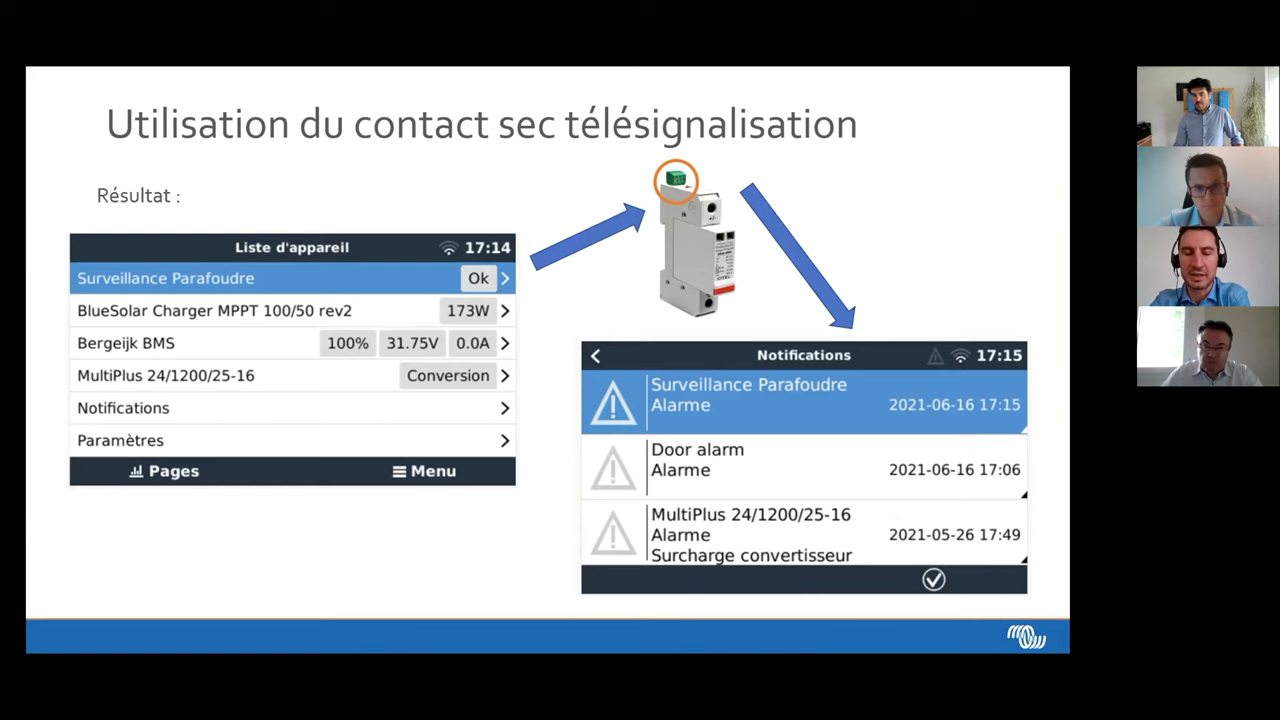 Utilisation du contact sec télésignalisation
Résultat :
Liste d'appareil 17:14
Surveillance Parafoudre Ok
BlueSolar Charger MPPT 100/50 rev2 173W
Bergeijk BMS 100% 31.75V 0.0A
MultiPlus 24/1200/25-16 Conversion
Notifications
Paramètres
Pages Menu
Notifications 17:15
Surveillance Parafoudre
Alarme 2021-06-16 17:15
Door alarm
Alarme 2021-06-16 17:06
MultiPlus 24/1200/25-16
Alarme 2021-05-26 17:49
Surcharge convertisseur